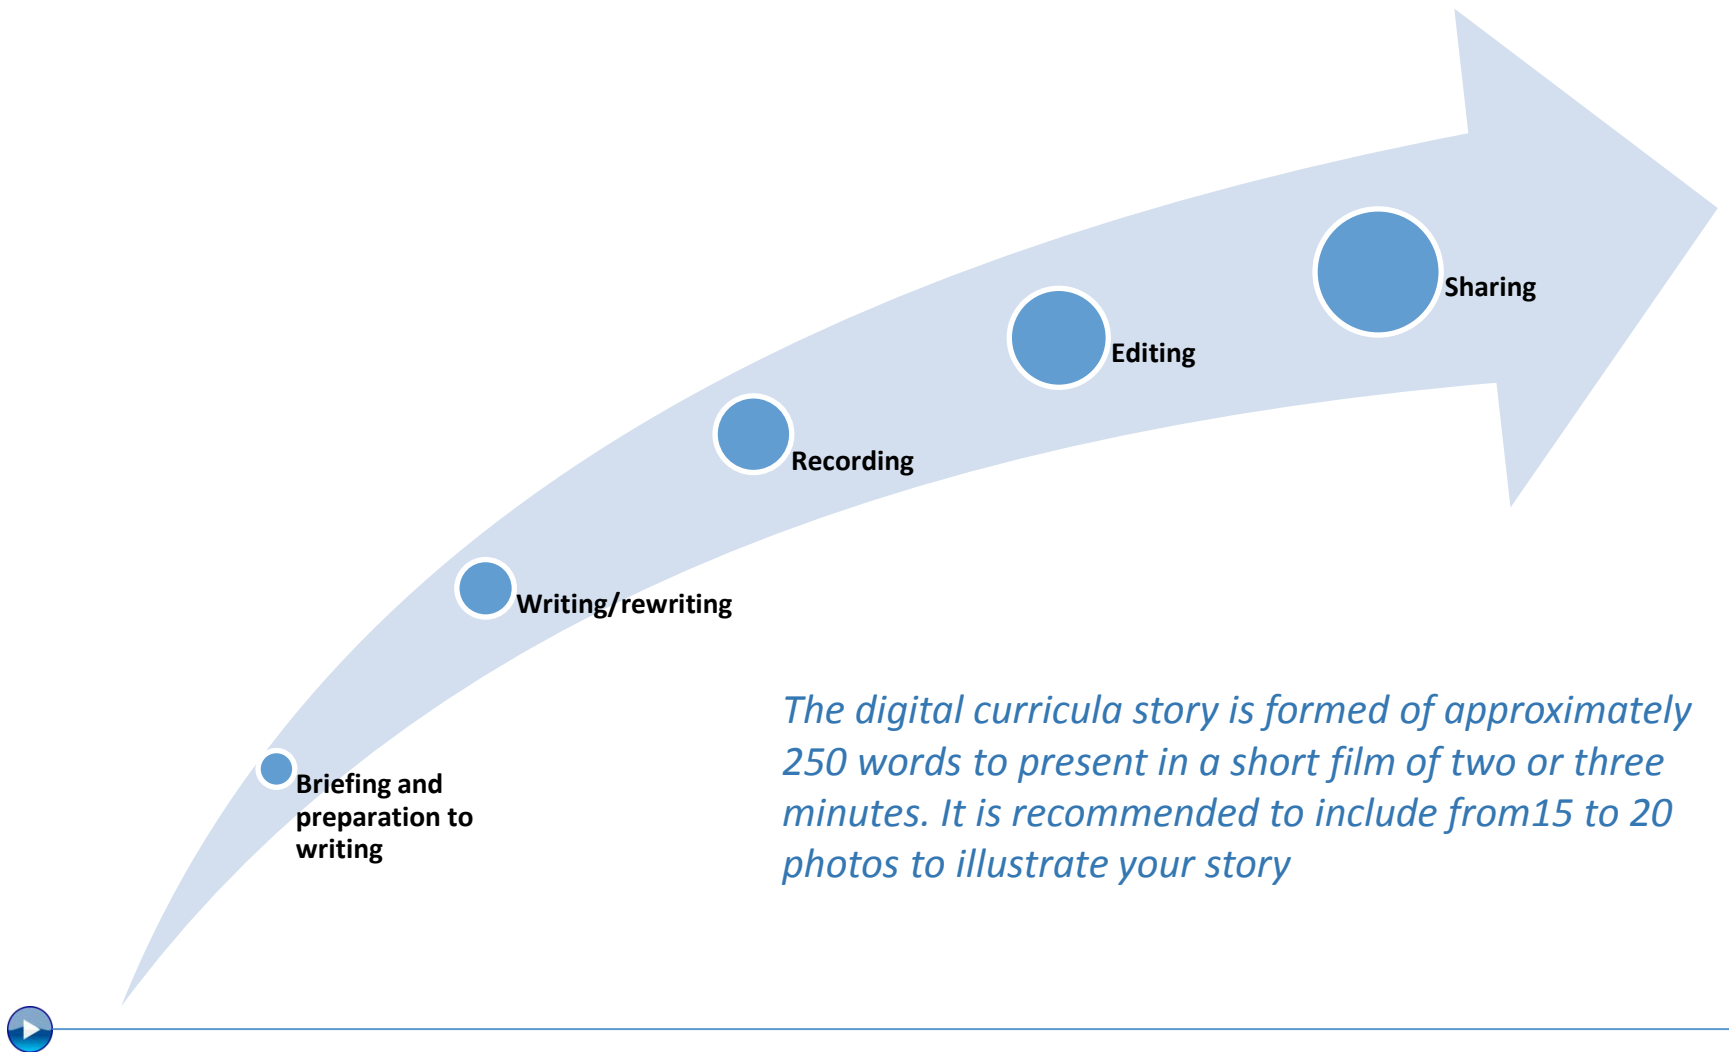 Sharing
Editing
Recording
Writing/rewriting
Briefing and
preparation to
writing
The digital curricula story is formed of approximately
250 words to present in a short film of two or three
minutes. It is recommended to include from15 to 20
photos to illustrate your story